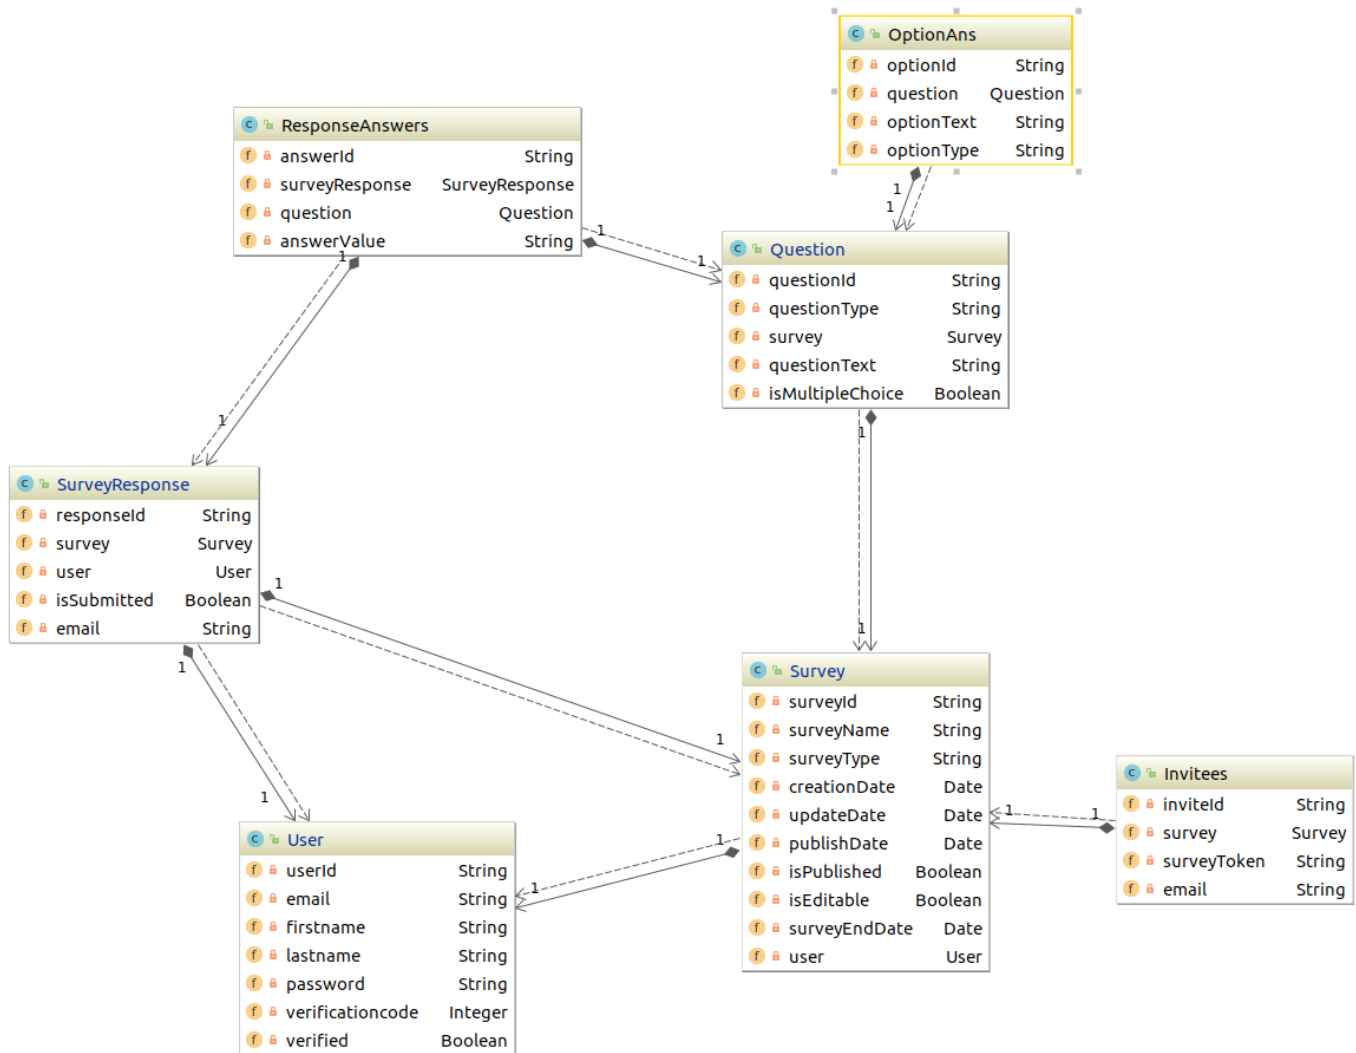 OptionAns
optionId String
question Question
optionText String
optionType String
ResponseAnswers
answerId String
surveyResponse SurveyResponse
question Question
answerValue String
1
1
1
1
1
1
Question
questionId String
questionType String
survey Survey
questionText String
isMultipleChoice Boolean
1
1
SurveyResponse
responseId String
survey Survey
user User
isSubmitted Boolean
email String
1
1
1
1
Survey
surveyId String
surveyName String
surveyType String
creationDate Date
updateDate Date
publishDate Date
isPublished Boolean
isEditable Boolean
surveyEndDate Date
user User
1
1
Invitees
inviteId String
survey Survey
surveyToken String
email String
1
1
User
userId String
email String
firstname String
lastname String
password String
verificationcode Integer
verified Boolean